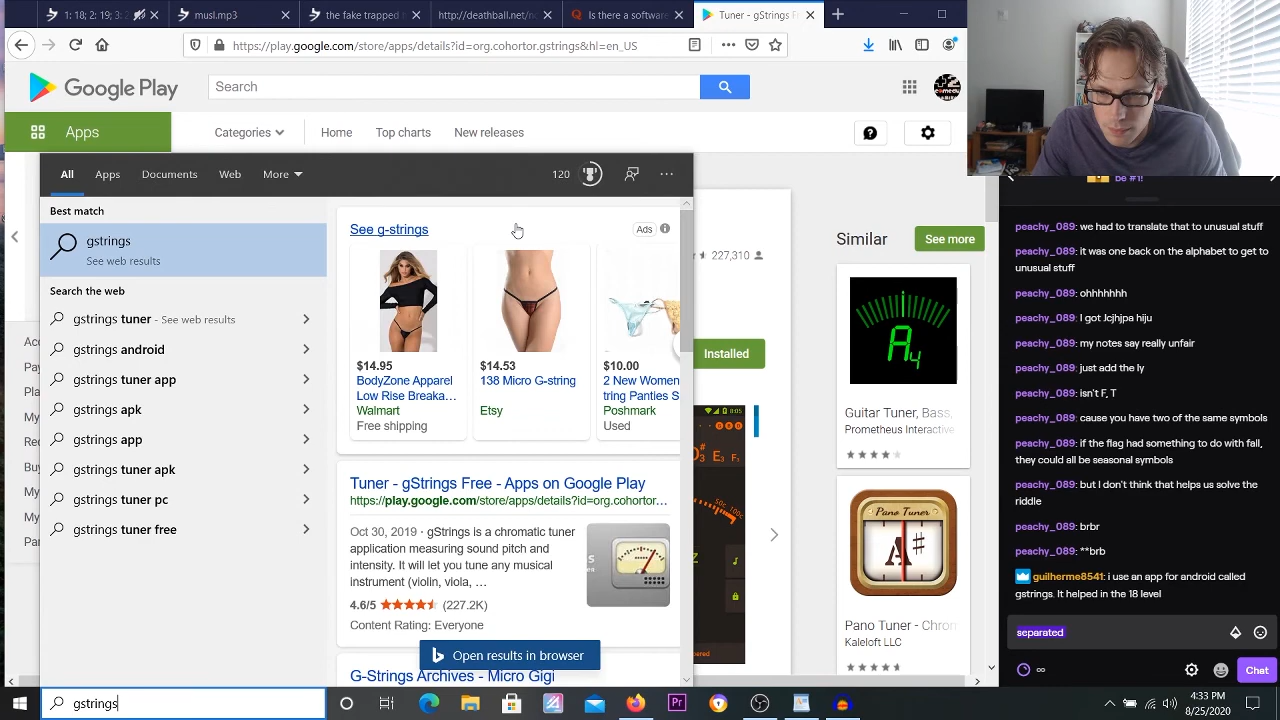 musl.mp3
the fake trapped
Is there a software
Tuner - gStrings Fr
https://play.google.com/store/apps/details?id=org.cohortor.gstrings&hl=en_US
Google Play
Search
Apps
Categories
Home
Top charts
New releases
All
Apps
Documents
Web
More
Best match
gstrings
See web results
Search the web
gstrings tuner - See web results
gstrings android
gstrings tuner app
gstrings apk
gstrings app
gstrings tuner apk
gstrings tuner pc
gstrings tuner free
See g-strings
Ads
$14.95
BodyZone Apparel
Low Rise Breaka...
Walmart
Free shipping
$14.53
138 Micro G-string
Etsy
$10.00
2 New Women
tring Panties S
Poshmark
Used
Tuner - gStrings Free - Apps on Google Play
https://play.google.com/store/apps/details?id=org.cohortor...
Oct 30, 2019 · gStrings is a chromatic tuner
application measuring sound pitch and
intensity. It will let you tune any musical
instrument (violin, viola, ...
4.6/5
(227.2K)
Content Rating: Everyone
Open results in browser
G-Strings Archives - Micro Gigi
227,310
Installed
8:05
E3 F3
Similar
See more
A4
Guitar Tuner, Bass,
Prometheus Interactive
Pano Tuner
A#
Pano Tuner - Chrom
Kaleloft LLC
be #1!
peachy_089: we had to translate that to unusual stuff
peachy_089: it was one back on the alphabet to get to
unusual stuff
peachy_089: ohhhhhhh
peachy_089: I got Jcjhjpa hiju
peachy_089: my notes say really unfair
peachy_089: just add the ly
peachy_089: isn't F, T
peachy_089: cause you have two of the same symbols
peachy_089: if the flag had something to do with fall,
they could all be seasonal symbols
peachy_089: but I don't think that helps us solve the
riddle
peachy_089: brbr
peachy_089: **brb
guilherme8541: i use an app for android called
gstrings. It helped in the 18 level
separated
∞
Chat
gstrings
Pr
4:33 PM
8/25/2020